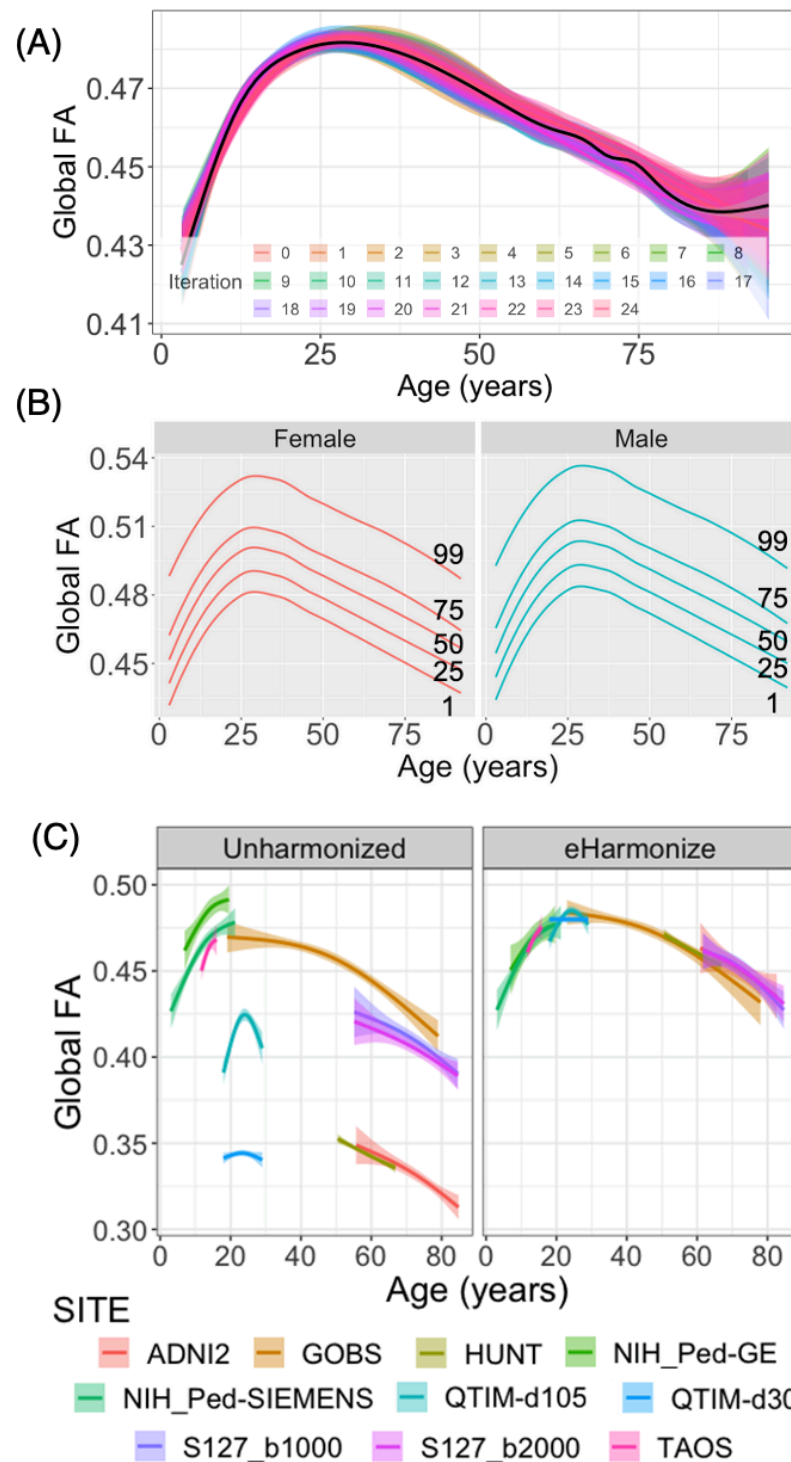 (A)
Global FA
0.47
0.45
0.43
0.41
Iteration
0 1 2 3 4 5 6 7 8
9 10 11 12 13 14 15 16 17
18 19 20 21 22 23 24
0 25 50 75
Age (years)
(B)
Female Male
Global FA
0.54
0.51
0.48
0.45
99 75 50 25 1
99 75 50 25 1
0 25 50 75 0 25 50 75
Age (years)
(C)
Unharmonized eHarmonize
Global FA
0.50
0.45
0.40
0.35
0.30
0 20 40 60 80 0 20 40 60 80
Age (years)
SITE
ADNI2 GOBS HUNT NIH_Ped-GE
NIH_Ped-SIEMENS QTIM-d105 QTIM-d30
S127_b1000 S127_b2000 TAOS